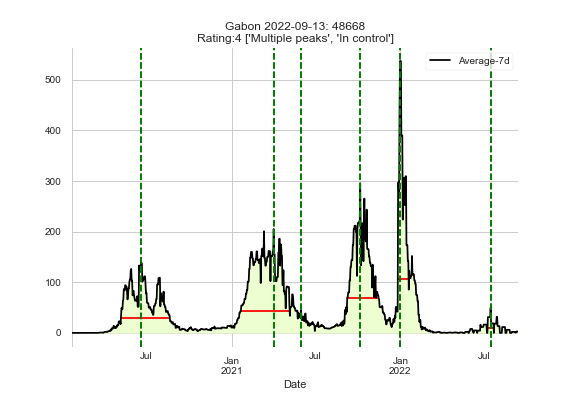 Gabon 2022-09-13: 48668
Rating:4 ['Multiple peaks', 'In control']
Average-7d
500
400
300
200
100
0
Jul
Jan
2021
Jul
Jan
2022
Jul
Date